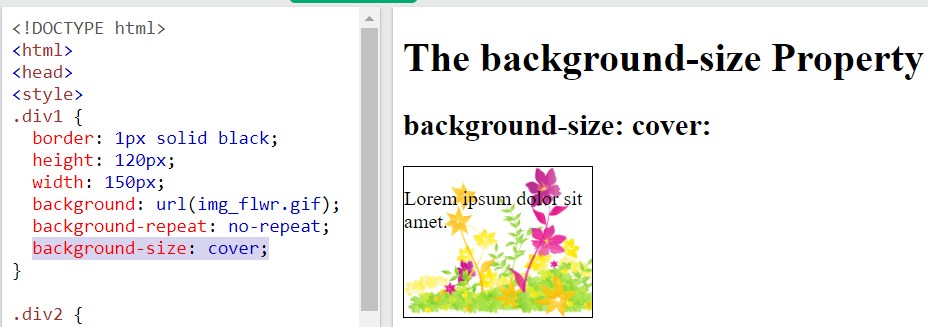 <!DOCTYPE html>
<html>
<head>
<style>
.div1 {
  border: 1px solid black;
  height: 120px;
  width: 150px;
  background: url(img_flwr.gif);
  background-repeat: no-repeat;
  background-size: cover;
}
.div2 {
The background-size Property
background-size: cover:
Lorem ipsum dolor sit
amet.